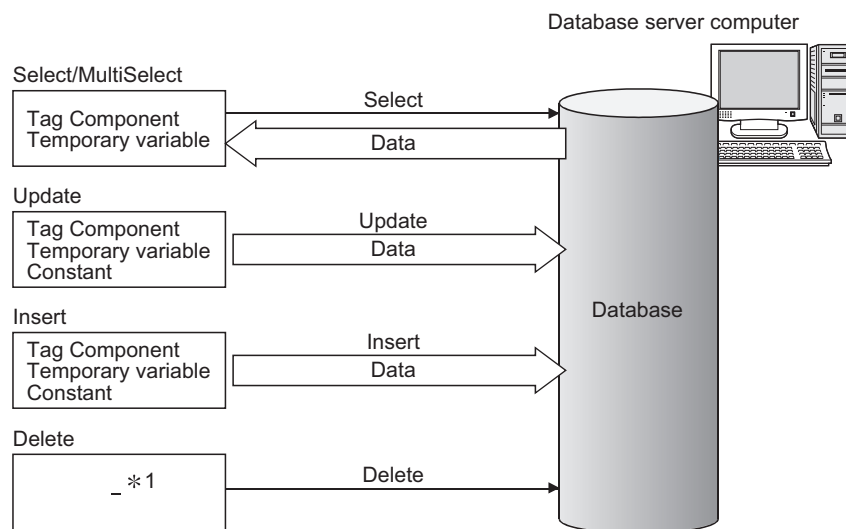 Database server computer
Select/MultiSelect
Tag Component
Temporary variable
Select
Data
Update
Tag Component
Temporary variable
Constant
Update
Data
Database
Insert
Tag Component
Temporary variable
Constant
Insert
Data
Delete
_ *1
Delete